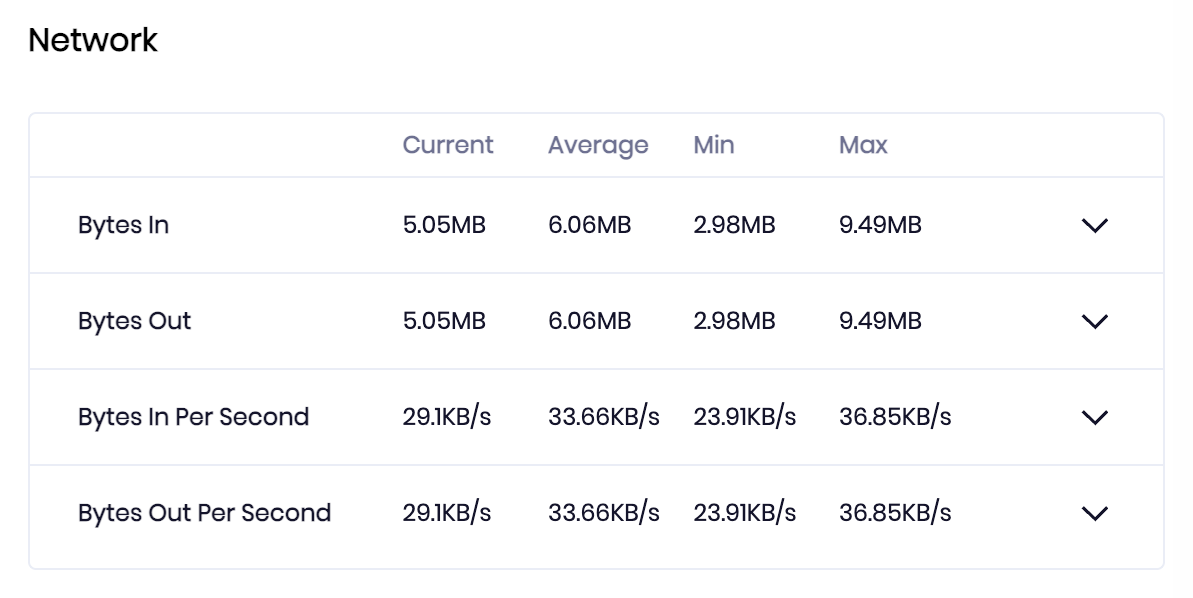 Network
Current Average Min Max
Bytes In 5.05MB 6.06MB 2.98MB 9.49MB
Bytes Out 5.05MB 6.06MB 2.98MB 9.49MB
Bytes In Per Second 29.1KB/s 33.66KB/s 23.91KB/s 36.85KB/s
Bytes Out Per Second 29.1KB/s 33.66KB/s 23.91KB/s 36.85KB/s